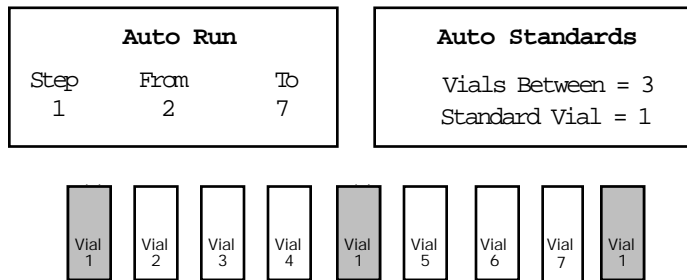 Auto Run
Step From To
1 2 7
Auto Standards
Vials Between = 3
Standard Vial = 1
Vial 1
Vial 2
Vial 3
Vial 4
Vial 1
Vial 5
Vial 6
Vial 7
Vial 1